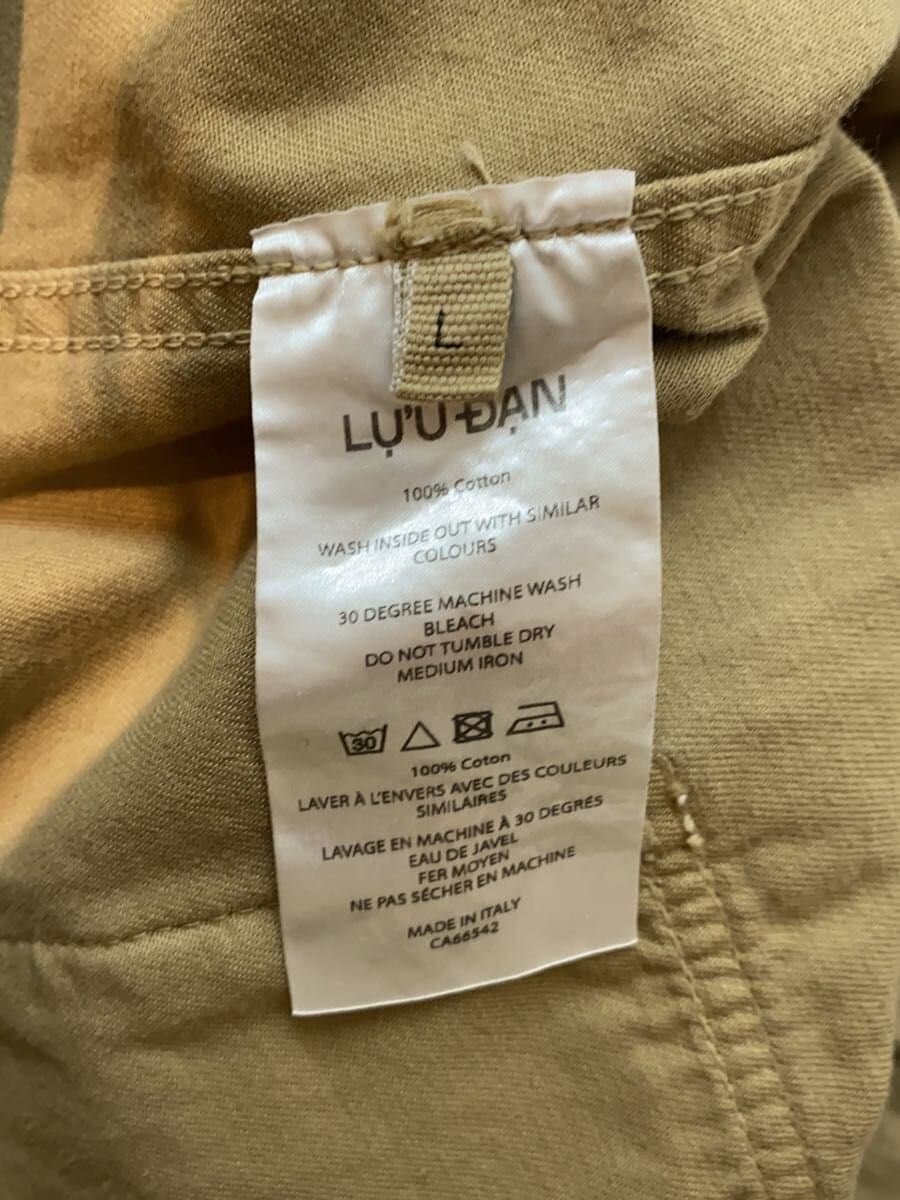 L
LỰU ĐẠN
100% Cotton
WASH INSIDE OUT WITH SIMILAR
COLOURS
30 DEGREE MACHINE WASH
BLEACH
DO NOT TUMBLE DRY
MEDIUM IRON
30
100% Coton
LAVER À L'ENVERS AVEC DES COULEURS
SIMILAIRES
LAVAGE EN MACHINE À 30 DEGRÉS
EAU DE JAVEL
FER MOYEN
NE PAS SÉCHER EN MACHINE
MADE IN ITALY
CA66542